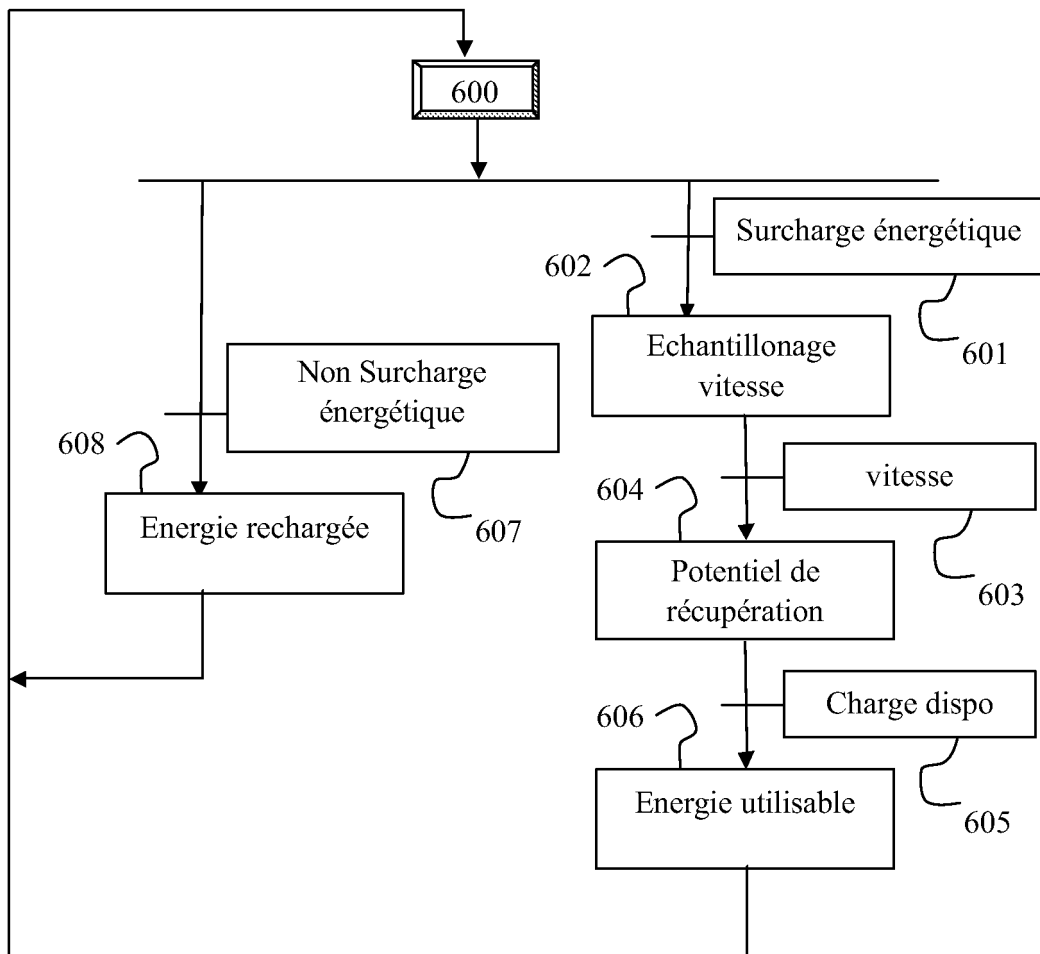 600
Surcharge énergétique
602
601
Echantillonage
vitesse
Non Surcharge
énergétique
608
607
604
vitesse
603
Energie rechargée
Potentiel de
récupération
606
Charge dispo
605
Energie utilisable